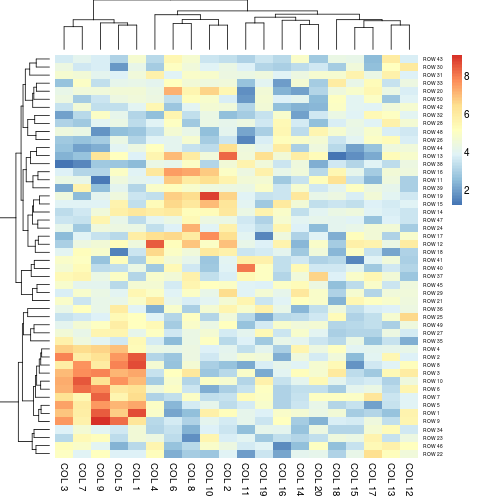 ROW 43
ROW 30
ROW 31
ROW 33
ROW 20
ROW 50
ROW 42
ROW 32
ROW 28
ROW 48
ROW 26
ROW 44
ROW 13
ROW 38
ROW 16
ROW 11
ROW 39
ROW 19
ROW 15
ROW 14
ROW 47
ROW 24
ROW 17
ROW 12
ROW 18
ROW 41
ROW 40
ROW 37
ROW 45
ROW 29
ROW 21
ROW 36
ROW 25
ROW 49
ROW 27
ROW 35
ROW 4
ROW 2
ROW 8
ROW 3
ROW 10
ROW 6
ROW 7
ROW 5
ROW 1
ROW 9
ROW 34
ROW 23
ROW 46
ROW 22
COL 3
COL 7
COL 9
COL 5
COL 1
COL 4
COL 6
COL 8
COL 10
COL 2
COL 11
COL 19
COL 16
COL 14
COL 20
COL 18
COL 15
COL 17
COL 13
COL 12
8
6
4
2